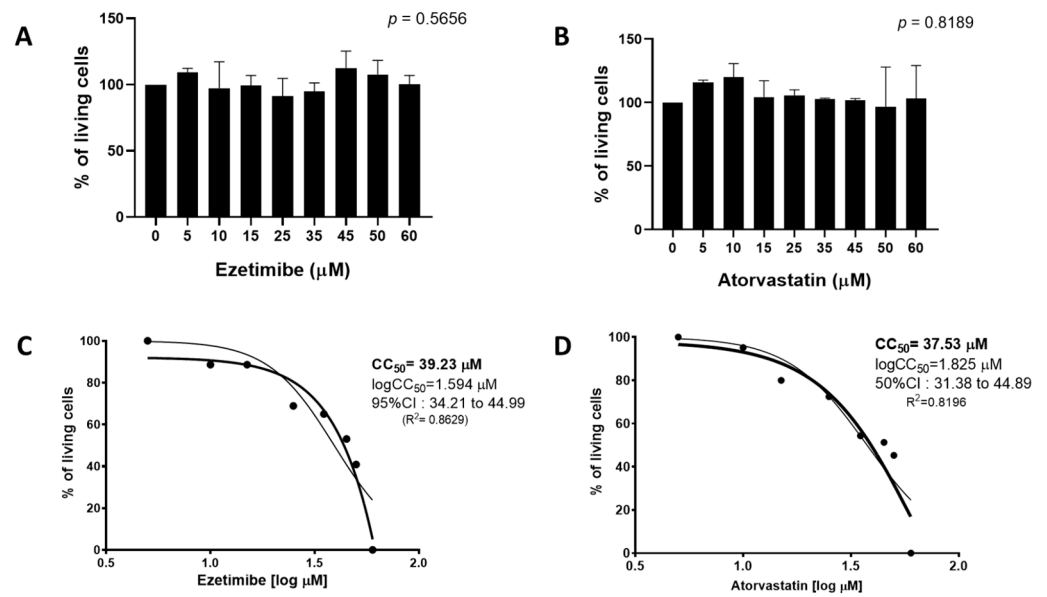 A
p = 0.5656
% of living cells
150
100
50
0
0 5 10 15 25 35 45 50 60
Ezetimibe (μM)
B
p = 0.8189
% of living cells
150
100
50
0
0 5 10 15 25 35 45 50 60
Atorvastatin (μM)
C
% of living cells
100
80
60
40
20
0
0.5 1.0 1.5 2.0
Ezetimibe [log μM]
CC50= 39.23 μM
logCC50=1.594 μM
95%CI : 34.21 to 44.99
(R2= 0.8629)
D
% of living cells
100
80
60
40
20
0
0.5 1.0 1.5 2.0
Atorvastatin [log μM]
CC50= 37.53 μM
logCC50=1.825 μM
50%CI : 31.38 to 44.89
R2=0.8196